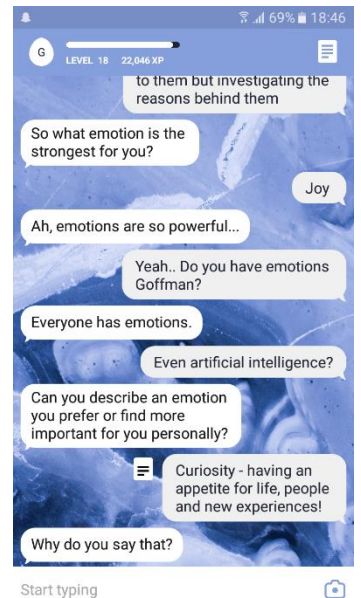 69% 18:46
G
LEVEL 18 22,046 XP
to them but investigating the
reasons behind them
So what emotion is the
strongest for you?
Joy
Ah, emotions are so powerful...
Yeah.. Do you have emotions
Goffman?
Everyone has emotions.
Even artificial intelligence?
Can you describe an emotion
you prefer or find more
important for you personally?
Curiosity - having an
appetite for life, people
and new experiences!
Why do you say that?
Start typing